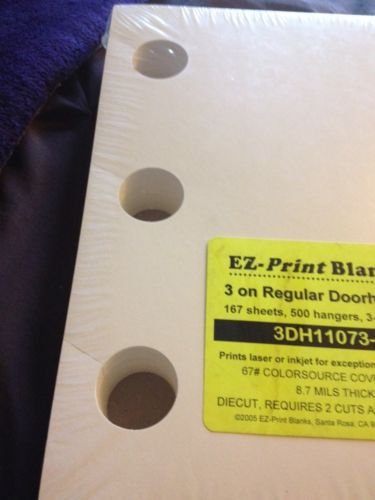 EZ-Print Blan
3 on Regular Doorh
167 sheets, 500 hangers, 3-
3DH11073-
Prints laser or inkjet for exception
67# COLORSOURCE COV
8.7 MILS THICK
DIECUT, REQUIRES 2 CUTS A
©2005 EZ-Print Blanks, Santa Rosa, CA 9